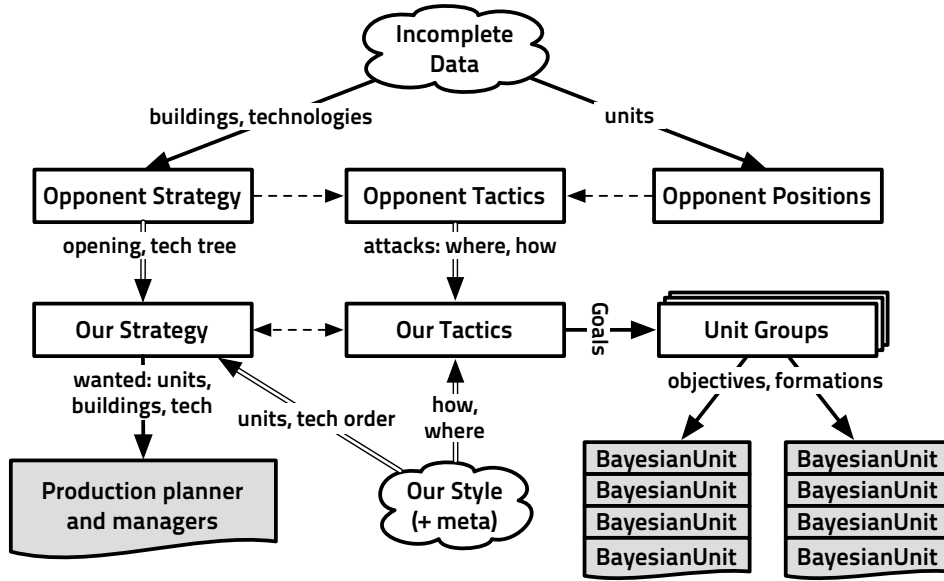 Incomplete
Data
buildings, technologies
units
Opponent Strategy
Opponent Tactics
Opponent Positions
opening, tech tree
attacks: where, how
Our Strategy
Our Tactics
Goals
Unit Groups
wanted: units,
buildings, tech
units, tech order
how,
where
objectives, formations
Production planner
and managers
Our Style
(+ meta)
BayesianUnit
BayesianUnit
BayesianUnit
BayesianUnit
BayesianUnit
BayesianUnit
BayesianUnit
BayesianUnit